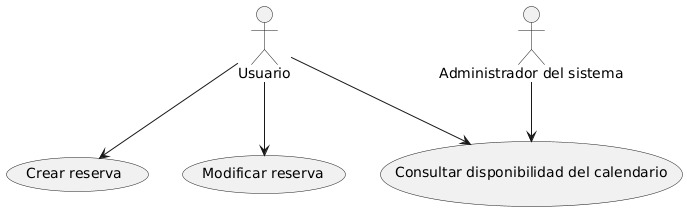 Usuario
Administrador del sistema
Crear reserva
Modificar reserva
Consultar disponibilidad del calendario